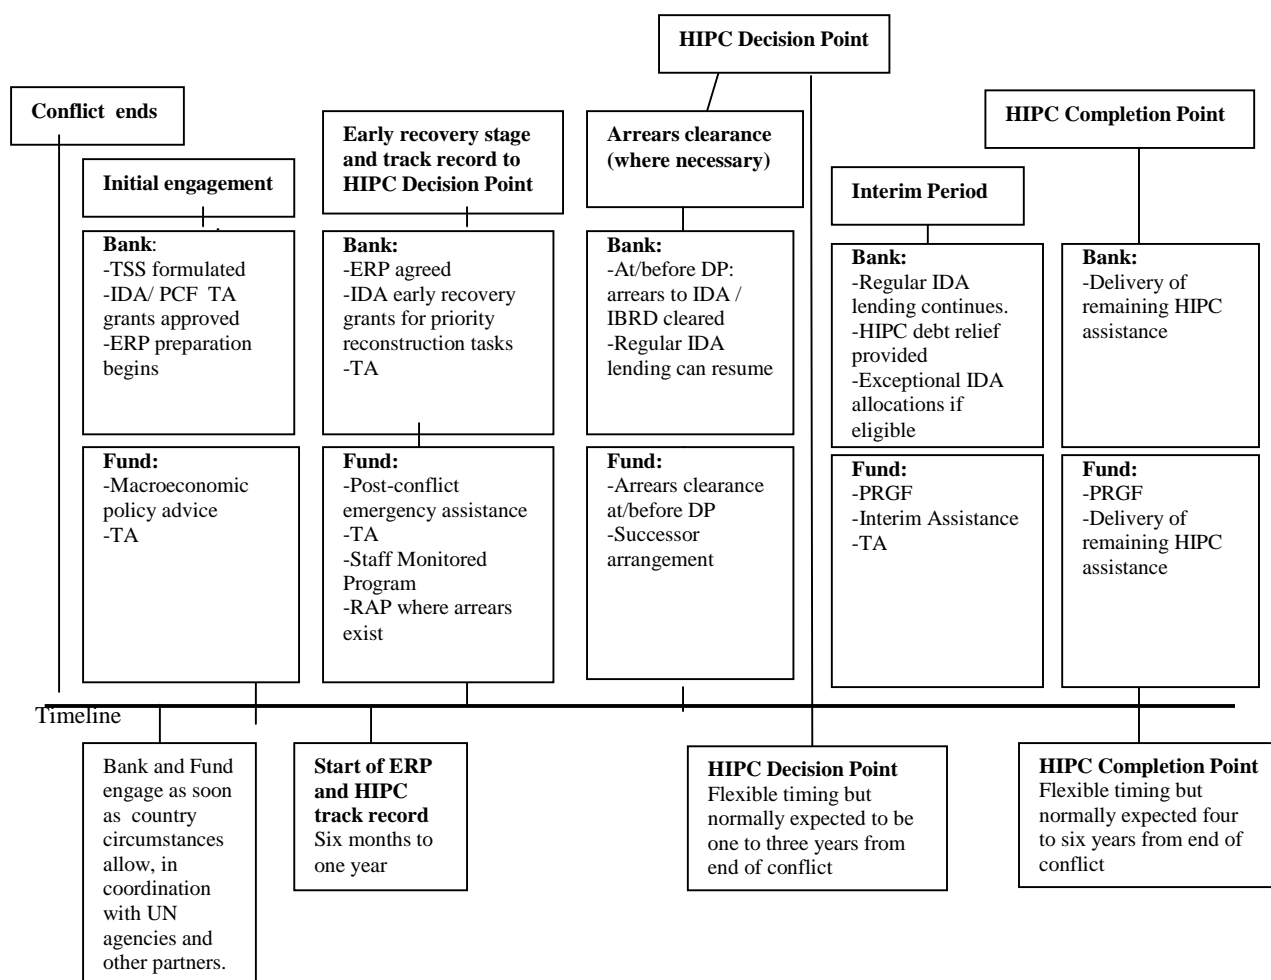 HIPC Decision Point
Conflict  ends
HIPC Completion Point
Early recovery stage
and track record to
HIPC Decision Point
Arrears clearance
(where necessary)
Initial engagement
Interim Period
Bank:
-TSS formulated
-IDA/ PCF  TA
grants approved
-ERP preparation
begins
Bank:
-ERP agreed
-IDA early recovery
grants for priority
reconstruction tasks
-TA
Bank:
-At/before DP:
arrears to IDA /
IBRD cleared
-Regular IDA
lending can resume
Bank:
-Regular IDA
lending continues.
-HIPC debt relief
provided
-Exceptional IDA
allocations if
eligible
Bank:
-Delivery of
remaining HIPC
assistance
Fund:
-Macroeconomic
policy advice
-TA
Fund:
-Post-conflict
emergency assistance
-TA
-Staff Monitored
Program
-RAP where arrears
exist
Fund:
-Arrears clearance
at/before DP
-Successor
arrangement
Fund:
-PRGF
-Interim Assistance
-TA
Fund:
-PRGF
-Delivery of
remaining HIPC
assistance
Timeline
Bank and Fund
engage as soon
as  country
circumstances
allow, in
coordination
with UN
agencies and
other partners.
Start of ERP
and HIPC
track record
Six months to
one year
HIPC Decision Point
Flexible timing but
normally expected to be
one to three years from
end of conflict
HIPC Completion Point
Flexible timing but
normally expected four
to six years from end of
conflict